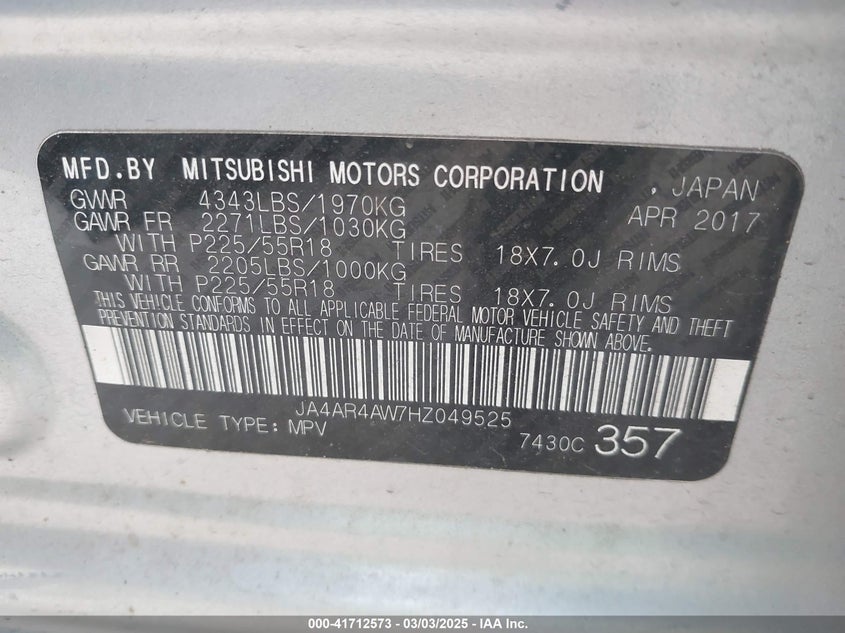 MFD.BY MITSUBISHI MOTORS CORPORATION , JAPAN
GVWR 4343LBS/1970KG APR 2017
GAWR FR 2271LBS/1030KG
WITH P225/55R18 TIRES 18X7.0J RIMS
GAWR RR 2205LBS/1000KG
WITH P225/55R18 TIRES 18X7.0J RIMS
THIS VEHICLE CONFORMS TO ALL APPLICABLE FEDERAL MOTOR VEHICLE SAFETY AND THEFT
PREVENTION STANDARDS IN EFFECT ON THE DATE OF MANUFACTURE SHOWN ABOVE.
JA4AR4AW7HZ049525
VEHICLE TYPE: MPV 7430C 357
000-41712573 - 03/03/2025 - IAA Inc.